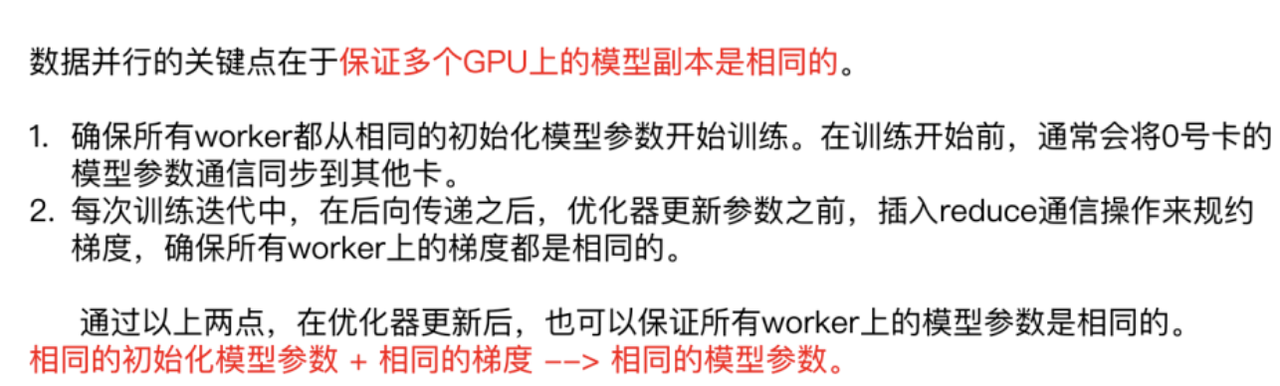 数据并行的关键点在于保证多个GPU上的模型副本是相同的。
1. 确保所有worker都从相同的初始化模型参数开始训练。在训练开始前，通常会将0号卡的
模型参数通信同步到其他卡。
2. 每次训练迭代中，在后向传递之后，优化器更新参数之前，插入reduce通信操作来规约
梯度，确保所有worker上的梯度都是相同的。
通过以上两点，在优化器更新后，也可以保证所有worker上的模型参数是相同的。
相同的初始化模型参数 + 相同的梯度 --> 相同的模型参数。